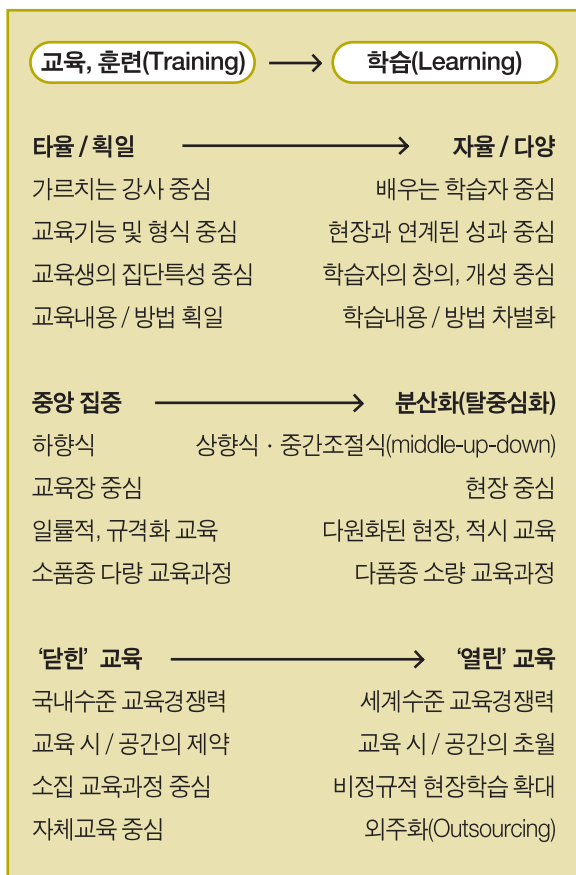 교육, 훈련(Training) → 학습(Learning)
타율 / 획일 → 자율 / 다양
가르치는 강사 중심 배우는 학습자 중심
교육기능 및 형식 중심 현장과 연계된 성과 중심
교육생의 집단특성 중심 학습자의 창의, 개성 중심
교육내용 / 방법 획일 학습내용 / 방법 차별화
중앙 집중 → 분산화(탈중심화)
하향식 상향식 · 중간조절식(middle-up-down)
교육장 중심 현장 중심
일률적, 규격화 교육 다원화된 현장, 적시 교육
소품종 다량 교육과정 다품종 소량 교육과정
‘닫힌’ 교육 → ‘열린’ 교육
국내수준 교육경쟁력 세계수준 교육경쟁력
교육 시 / 공간의 제약 교육 시 / 공간의 초월
소집 교육과정 중심 비정규적 현장학습 확대
자체교육 중심 외주화(Outsourcing)